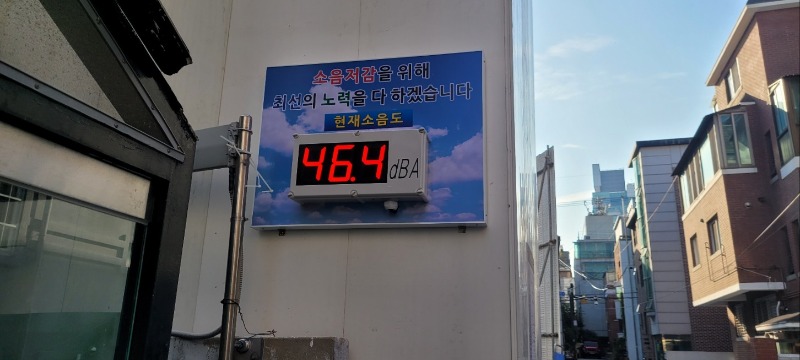 소음저감을 위해
최선의 노력을 다 하겠습니다
현재소음도
46.4 dBA